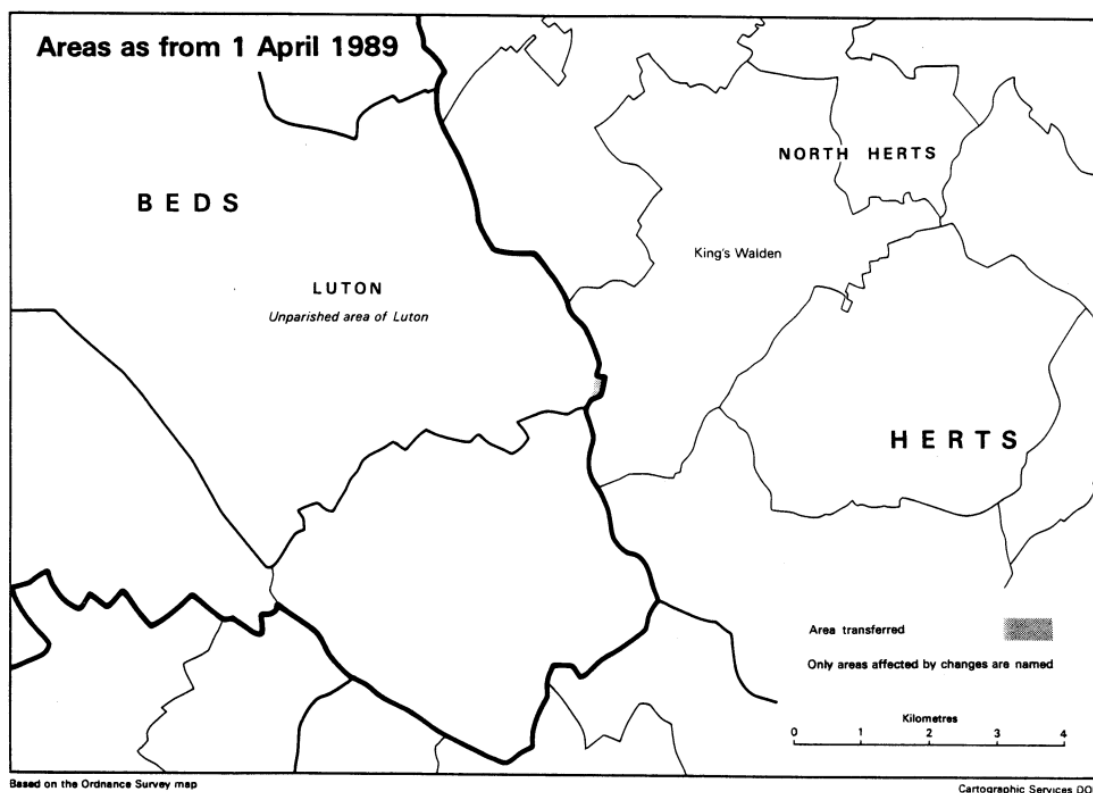 Areas as from 1 April 1989
NORTH HERTS
BEDS
King's Walden
LUTON
Unparished area of Luton
HERTS
Area transferred
Only areas affected by changes are named
Kilometres
0 1 2 3 4
Based on the Ordnance Survey map
Cartographic Services